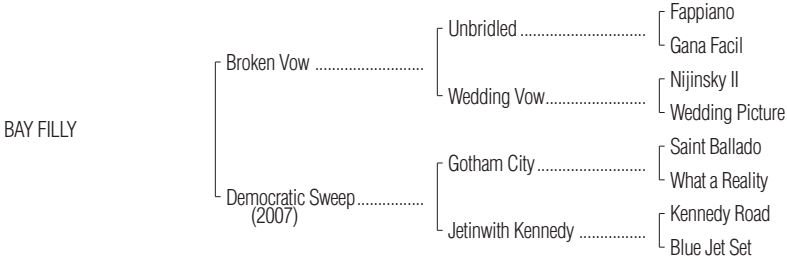 Fappiano
Unbridled ..............................
Gana Facil
Broken Vow ..........................
Nijinsky II
Wedding Vow........................
Wedding Picture
BAY FILLY
Saint Ballado
Gotham City..........................
What a Reality
Democratic Sweep................
(2007)
Kennedy Road
Jetinwith Kennedy ................
Blue Jet Set